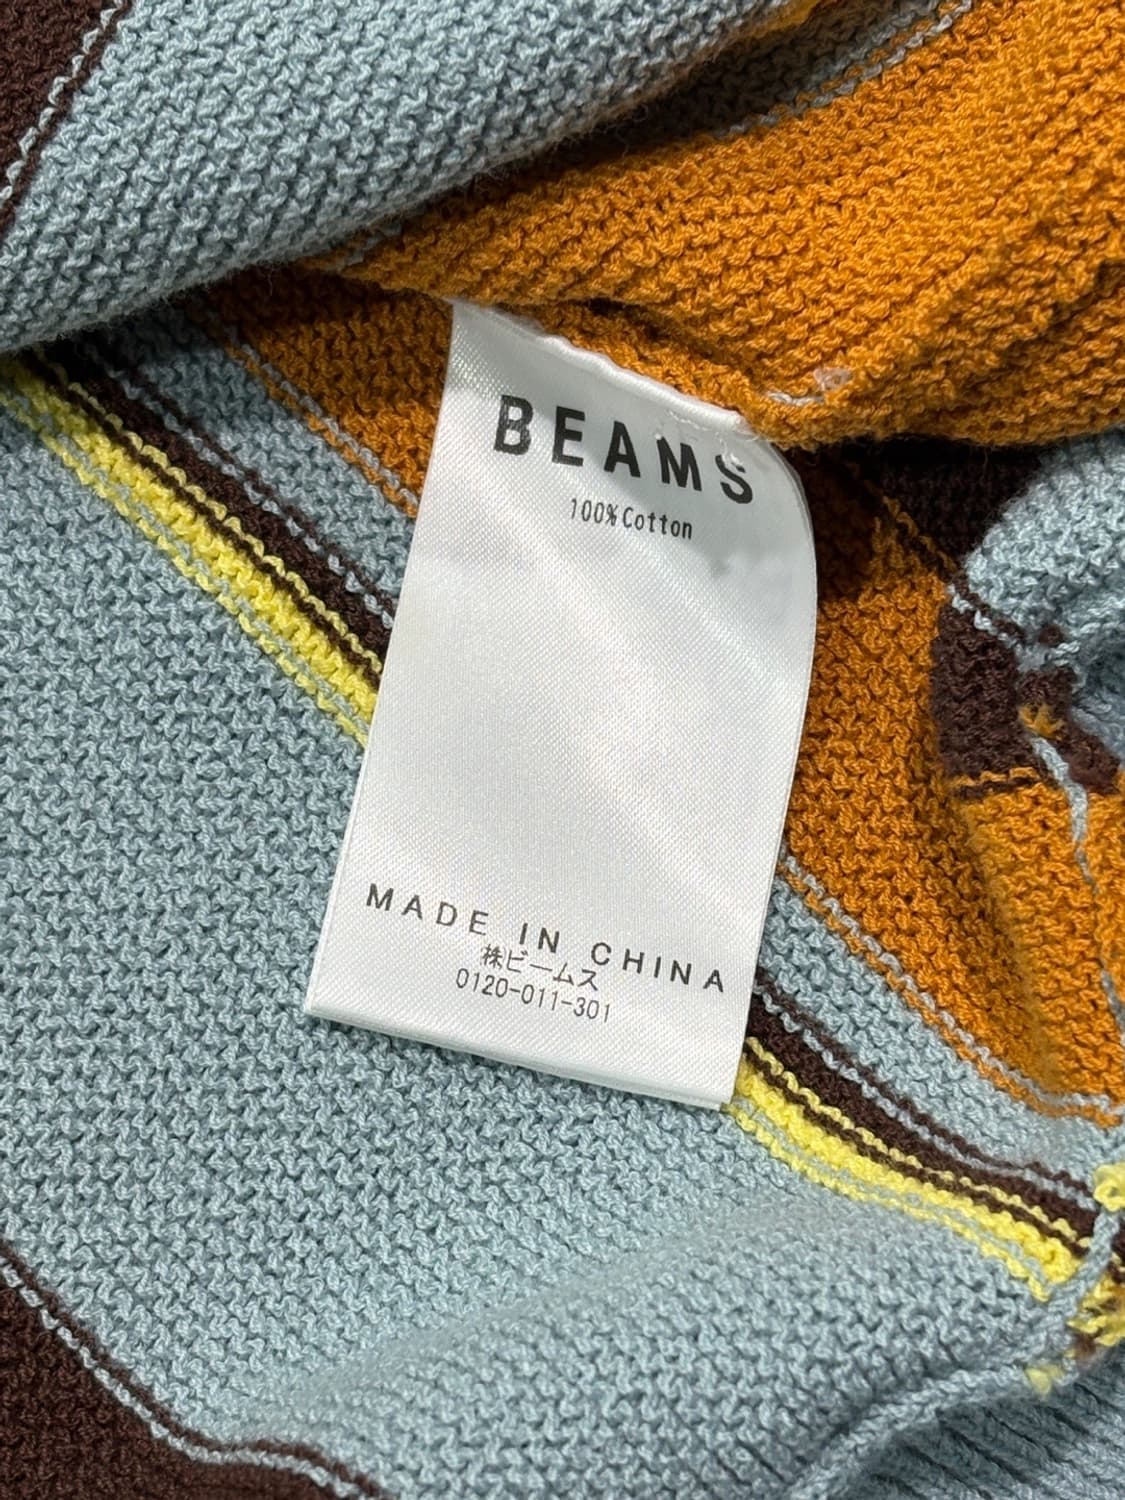 BEAMS
100%Cotton
MADE IN CHINA
㈱ビームス
0120-011-301